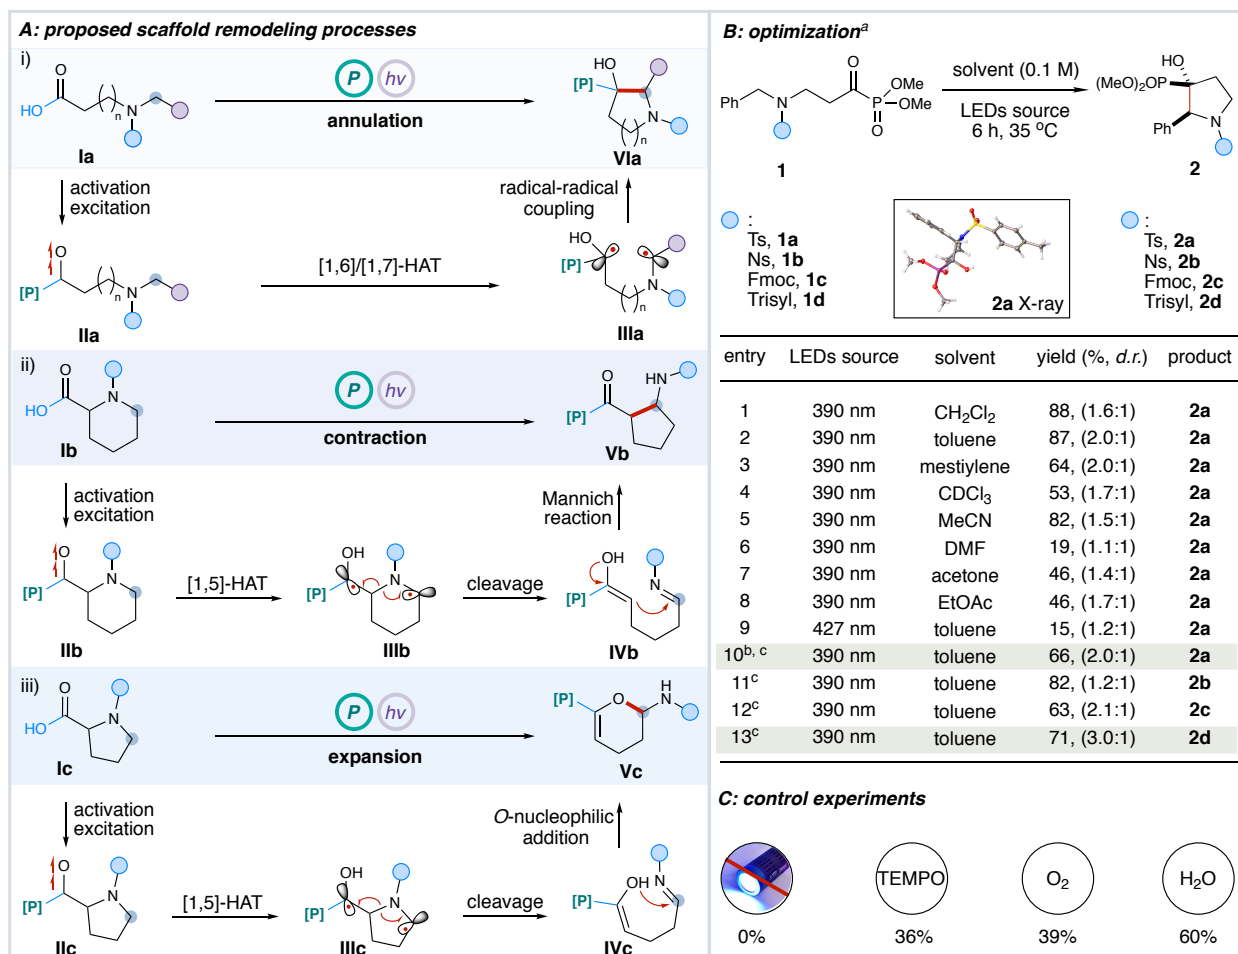 A: proposed scaffold remodeling processes
i)
O
HO
( )n
N
Ia
P hv
annulation
HO
[P]
N
( )n
VIa
activation
excitation
radical-radical
coupling
O
[P]
( )n
N
IIa
[1,6]/[1,7]-HAT
HO
[P]
N
( )n
IIIa
ii)
O
HO
N
Ib
P hv
contraction
O
HN
[P]
Vb
activation
excitation
Mannich
reaction
O
[P]
N
IIb
[1,5]-HAT
OH
[P]
N
IIIb
cleavage
OH
[P]
N
IVb
iii)
O
HO
N
Ic
P hv
expansion
[P]
O
H
N
Vc
activation
excitation
O-nucleophilic
addition
O
[P]
N
IIc
[1,5]-HAT
OH
[P]
N
IIIc
cleavage
[P]
OH
N
IVc
B: optimizationa
Ph
N
O
P
OMe
OMe
O
1
solvent (0.1 M)
LEDs source
6 h, 35 oC
HO
(MeO)2OP
Ph
N
2
:
Ts, 1a
Ns, 1b
Fmoc, 1c
Trisyl, 1d
2a X-ray
:
Ts, 2a
Ns, 2b
Fmoc, 2c
Trisyl, 2d
entry LEDs source solvent yield (%, d.r.) product
1 390 nm CH2Cl2 88, (1.6:1) 2a
2 390 nm toluene 87, (2.0:1) 2a
3 390 nm mestiylene 64, (2.0:1) 2a
4 390 nm CDCl3 53, (1.7:1) 2a
5 390 nm MeCN 82, (1.5:1) 2a
6 390 nm DMF 19, (1.1:1) 2a
7 390 nm acetone 46, (1.4:1) 2a
8 390 nm EtOAc 46, (1.7:1) 2a
9 427 nm toluene 15, (1.2:1) 2a
10b, c 390 nm toluene 66, (2.0:1) 2a
11c 390 nm toluene 82, (1.2:1) 2b
12c 390 nm toluene 63, (2.1:1) 2c
13c 390 nm toluene 71, (3.0:1) 2d
C: control experiments
TEMPO O2 H2O
0% 36% 39% 60%